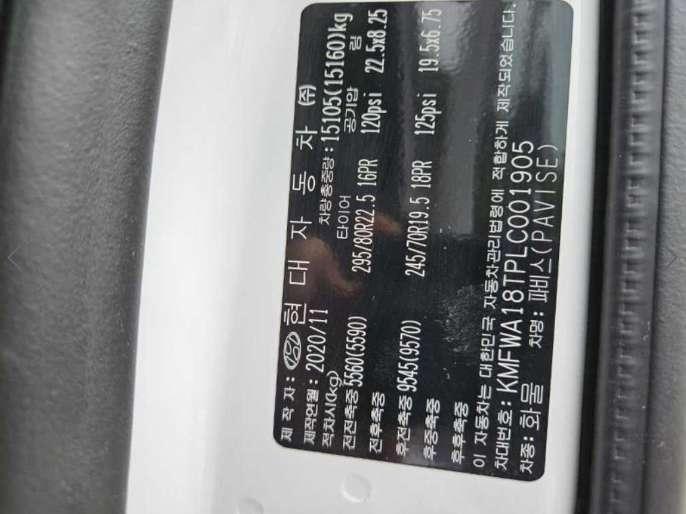 제 작 자 : 현 대 자 동 차 (주)
제작연월: 2020/11 차량총중량: 15105(15160)kg
적차시(kg) 타이어 공기압 림
전전축중 5560(5590) 295/80R22.5 16PR 120psi 22.5x8.25
전후축중
후전축중 9545(9570) 245/70R19.5 18PR 125psi 19.5x6.75
후중축중
후후축중
이 자동차는 대한민국 자동차관리법령에 적합하게 제작되었습니다.
차대번호: KMFWA18TPLC001905
차종: 화물 차명: 파비스(PAVISE)